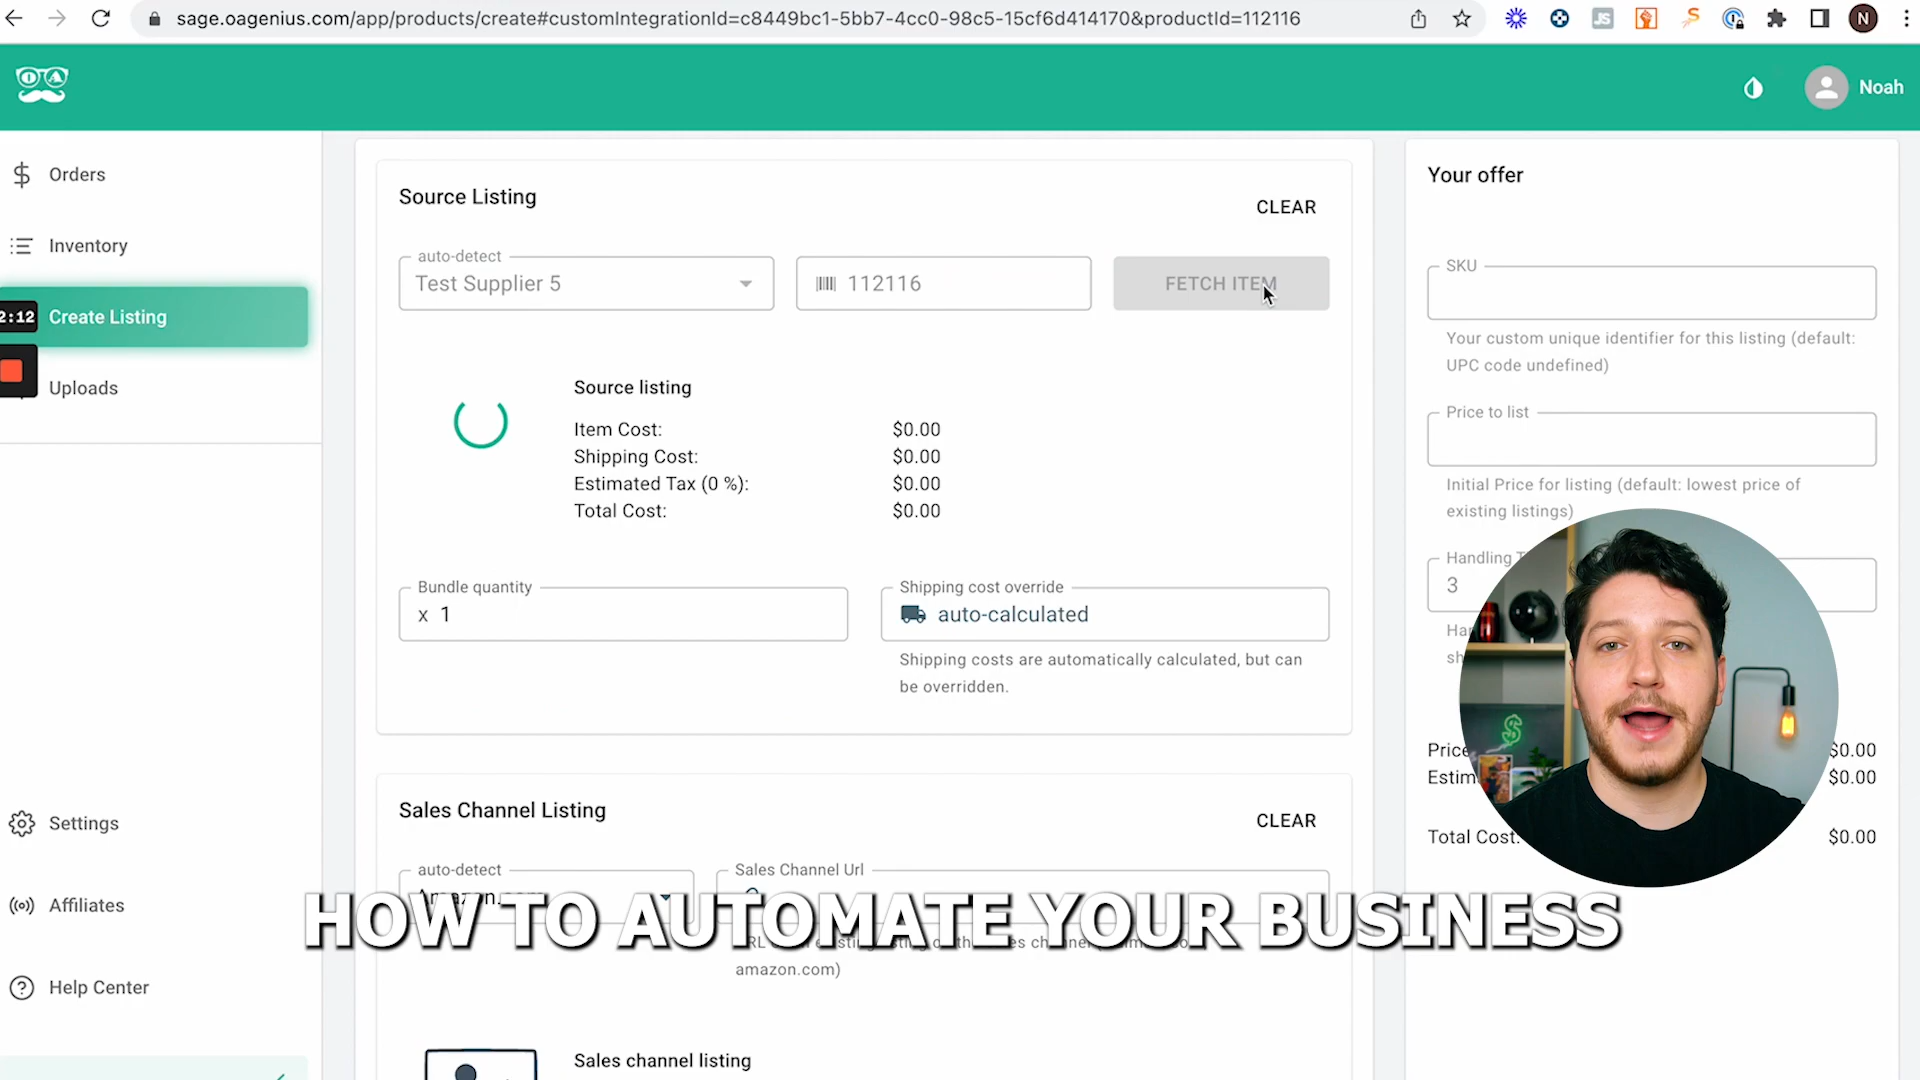 sage.oagenius.com/app/products/create#customIntegrationId=c8449bc1-5bb7-4cc0-98c5-15cf6d414170&productId=112116
JS
N
OA
Noah
Orders
Inventory
2:12
Create Listing
Uploads
Settings
Affiliates
Help Center
Source Listing
CLEAR
auto-detect
Test Supplier 5
112116
FETCH ITEM
Source listing
Item Cost: $0.00
Shipping Cost: $0.00
Estimated Tax (0 %): $0.00
Total Cost: $0.00
Bundle quantity
x 1
Shipping cost override
auto-calculated
Shipping costs are automatically calculated, but can
be overridden.
Sales Channel Listing
CLEAR
auto-detect
Sales Channel Url
HOW TO AUTOMATE YOUR BUSINESS
amazon.com)
Sales channel listing
Your offer
SKU
Your custom unique identifier for this listing (default:
UPC code undefined)
Price to list
Initial Price for listing (default: lowest price of
existing listings)
Handling
3
Price $0.00
$0.00
Total Cost: $0.00